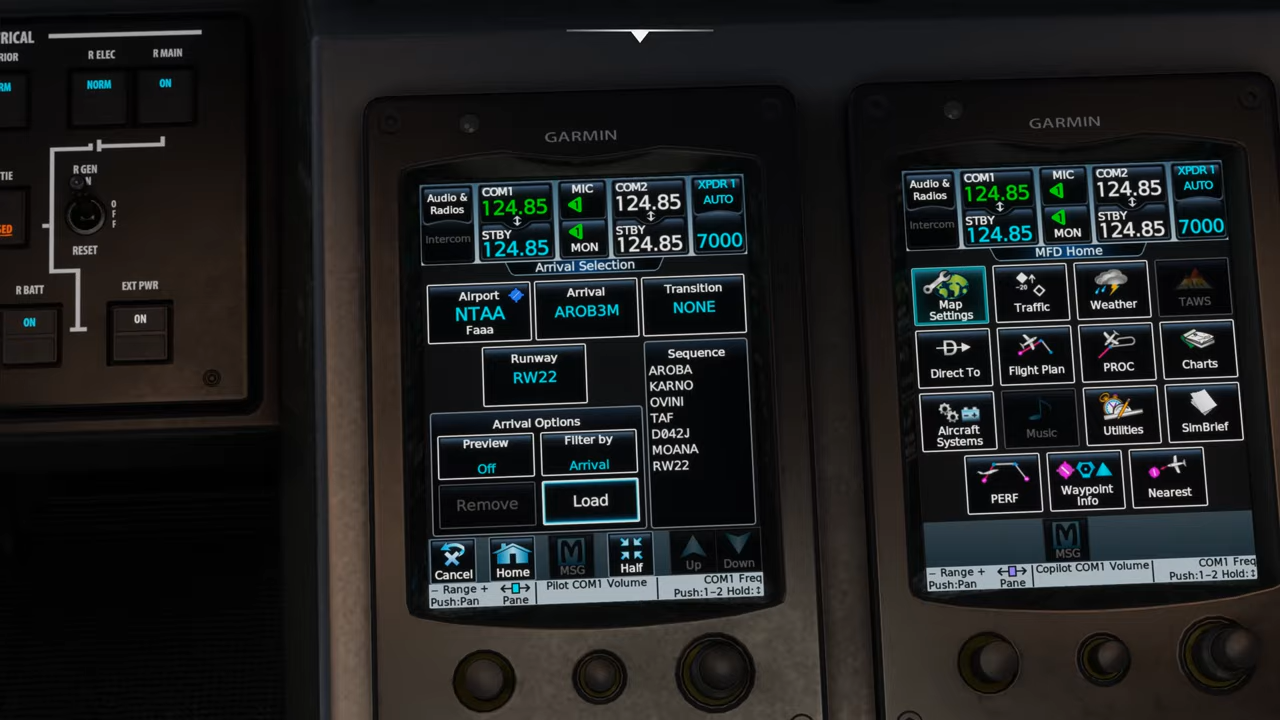 R ELEC
R MAIN
NORM
ON
R GEN
OFF
RESET
R BATT
EXT PWR
ON
ON
GARMIN
Audio & Radios
Intercom
COM1
124.85
STBY
124.85
MIC
MON
COM2
124.85
STBY
124.85
XPDR 1
AUTO
7000
Arrival Selection
Airport
NTAA
Faaa
Arrival
AROB3M
Transition
NONE
Runway
RW22
Sequence
AROBA
KARNO
OVINI
TAF
D042J
MOANA
RW22
Arrival Options
Preview
Off
Filter by
Arrival
Remove
Load
Cancel
Home
MSG
Half
Up
Down
− Range +
Push:Pan
Pane
Pilot COM1 Volume
COM1 Freq
Push:1–2 Hold:↕
GARMIN
Audio & Radios
Intercom
COM1
124.85
STBY
124.85
MIC
MON
COM2
124.85
STBY
124.85
XPDR 1
AUTO
7000
MFD Home
Map Settings
Traffic
Weather
TAWS
Direct To
Flight Plan
PROC
Charts
Aircraft Systems
Music
Utilities
SimBrief
PERF
Waypoint Info
Nearest
MSG
− Range +
Push:Pan
Pane
Copilot COM1 Volume
COM1 Freq
Push:1–2 Hold:↕